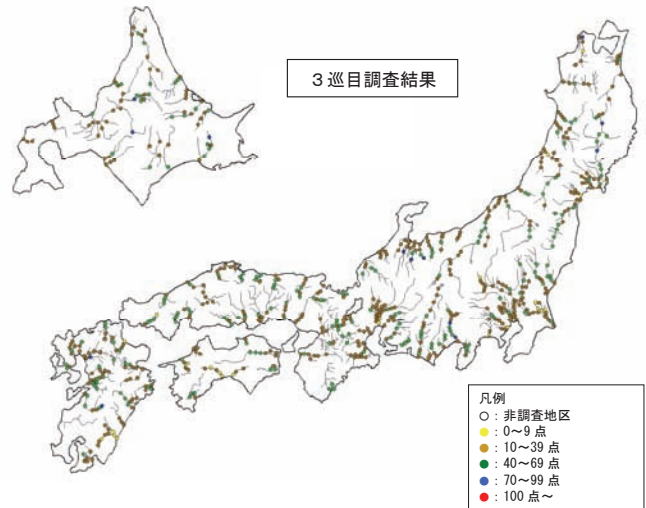 3巡目調査結果
凡例
○：非調査地区
●：0～9 点
●：10～39 点
●：40～69 点
●：70～99 点
●：100 点～